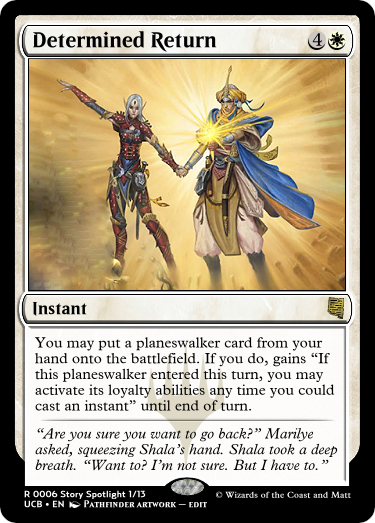 Determined Return 4
Instant
You may put a planeswalker card from your
hand onto the battlefield. If you do, gains “If
this planeswalker entered this turn, you may
activate its loyalty abilities any time you could
cast an instant” until end of turn.
“Are you sure you want to go back?” Marilye
asked, squeezing Shala’s hand. Shala took a deep
breath. “Want to? I’m not sure. But I have to.”
R 0006 Story Spotlight 1/13
UCB • EN Pathfinder Artwork — Edit
© Wizards of the Coast and Matt